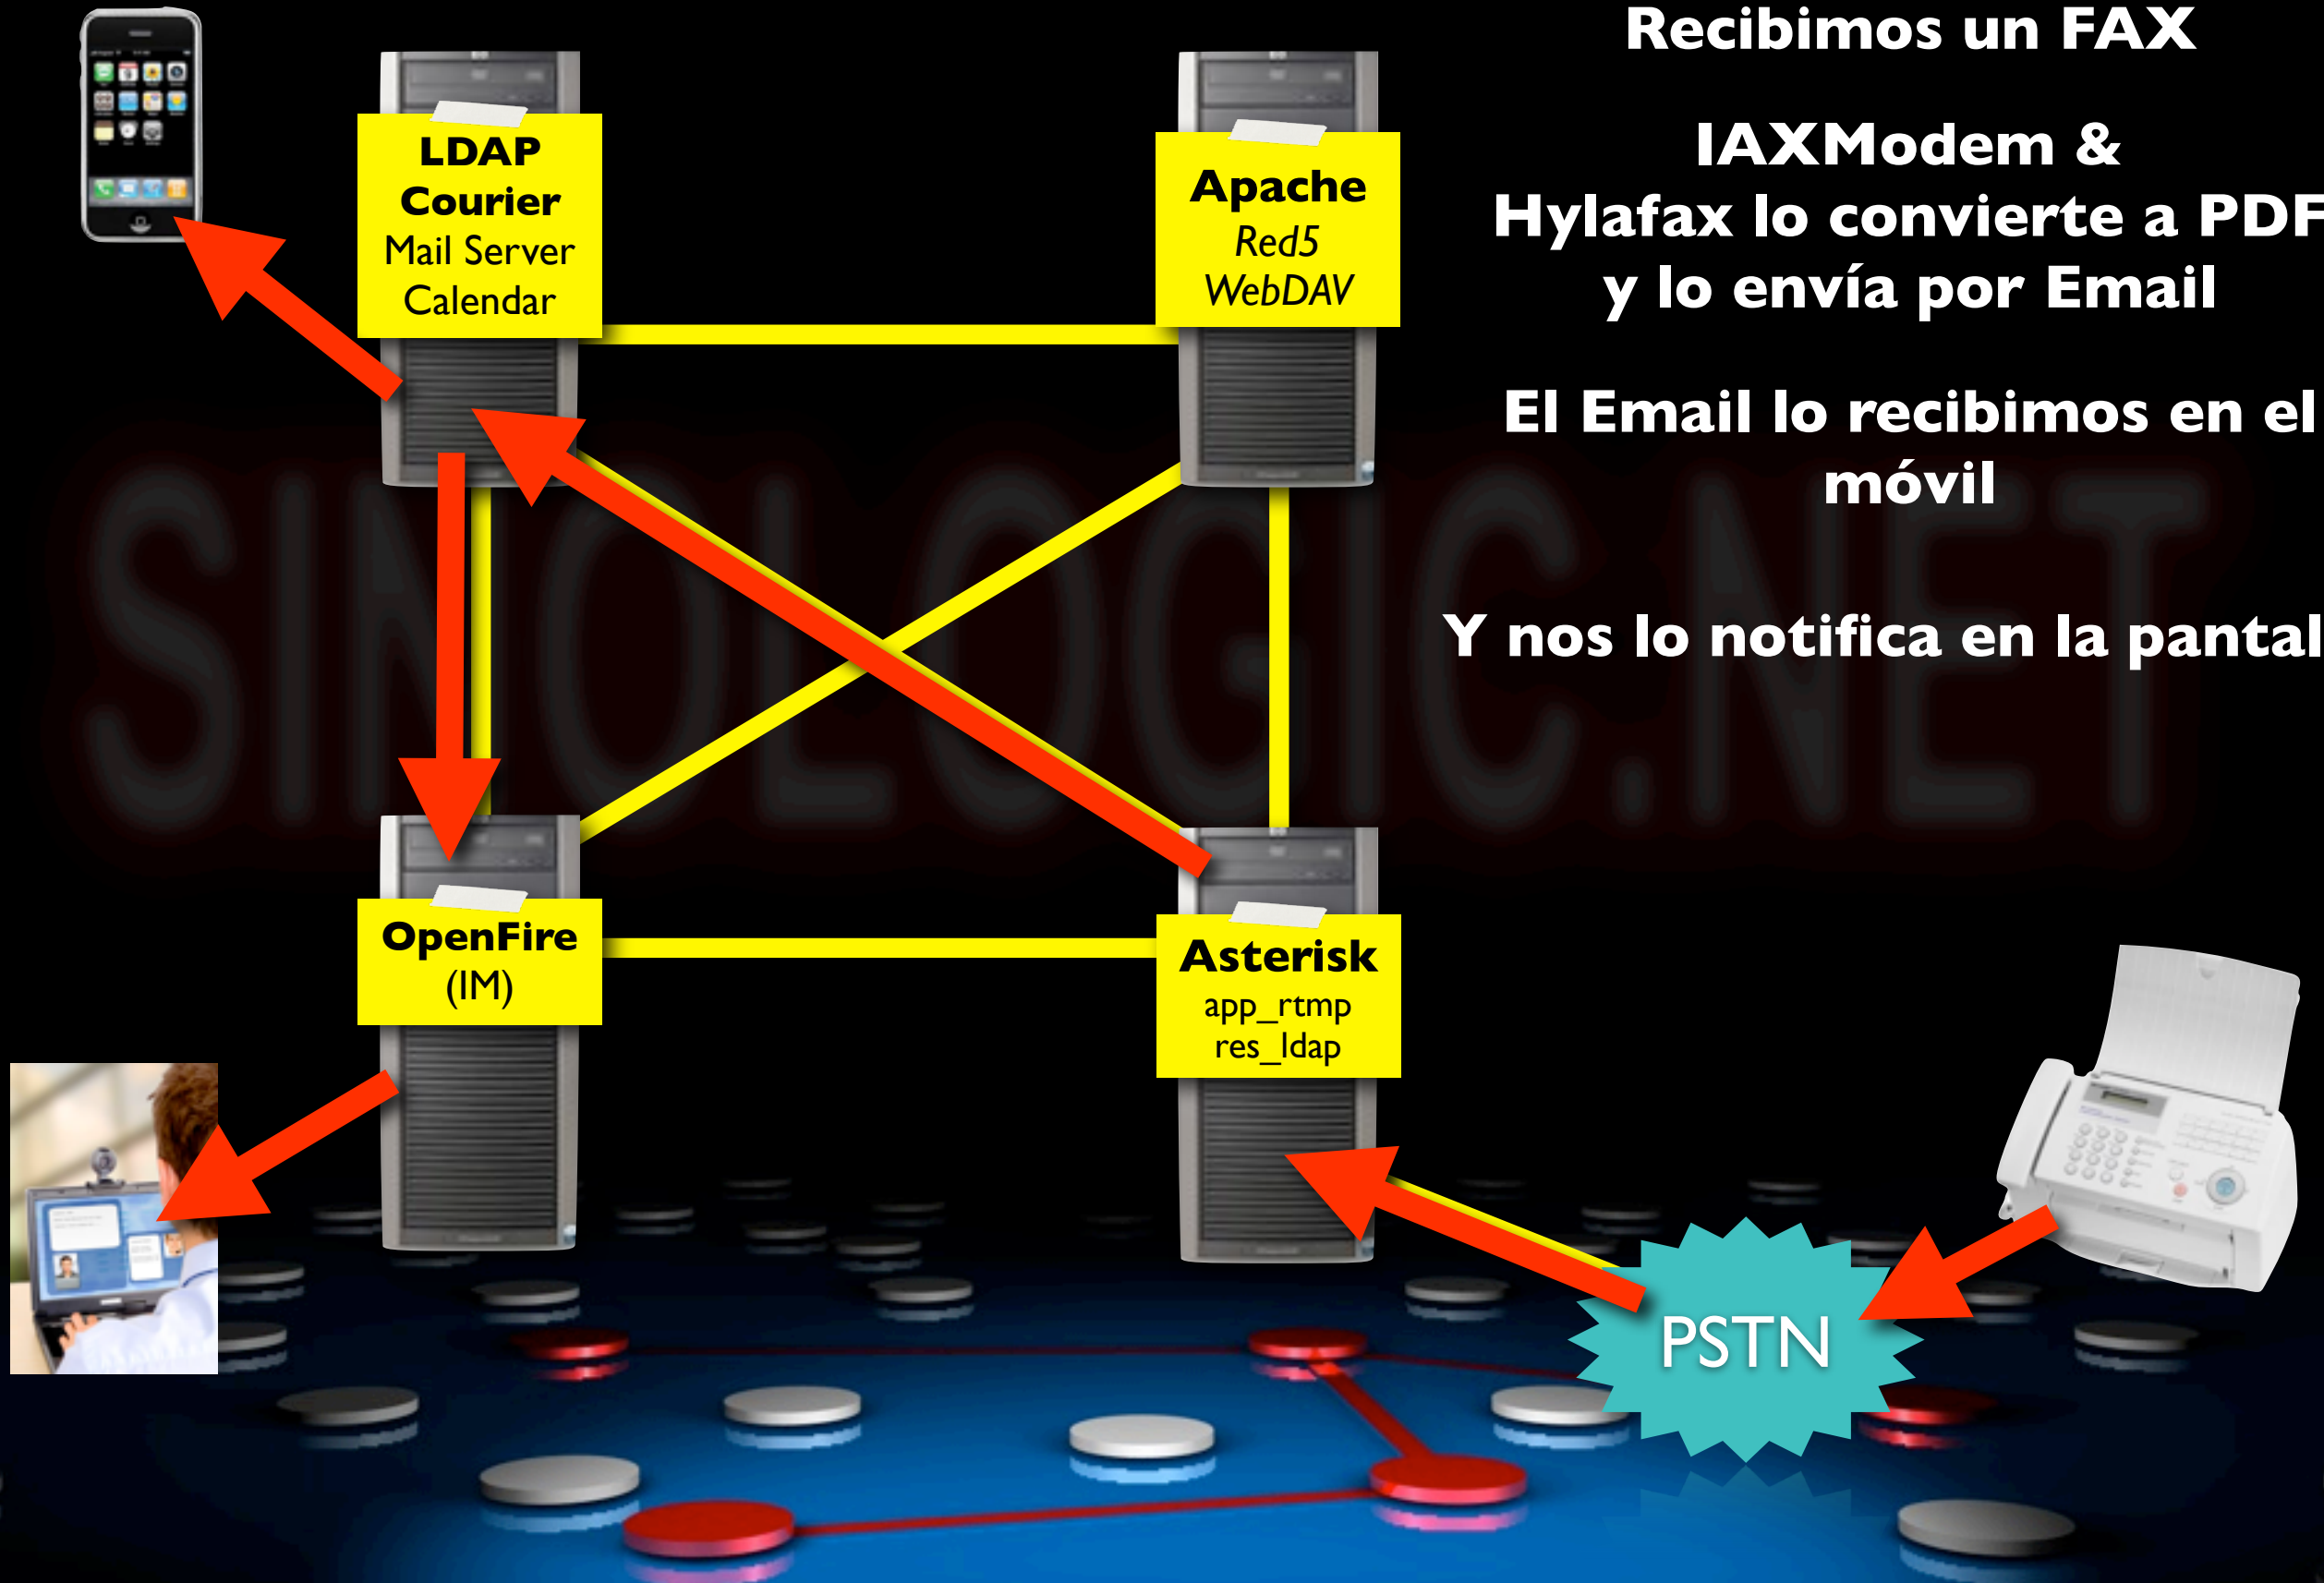 Recibimos un FAX
IAXModem &
Hylafax lo convierte a PDF
y lo envía por Email
El Email lo recibimos en el
móvil
Y nos lo notifica en la pantal
LDAP
Courier
Mail Server
Calendar
Apache
Red5
WebDAV
SINOLOGIC.NET
OpenFire
(IM)
Asterisk
app_rtmp
res_ldap
PSTN